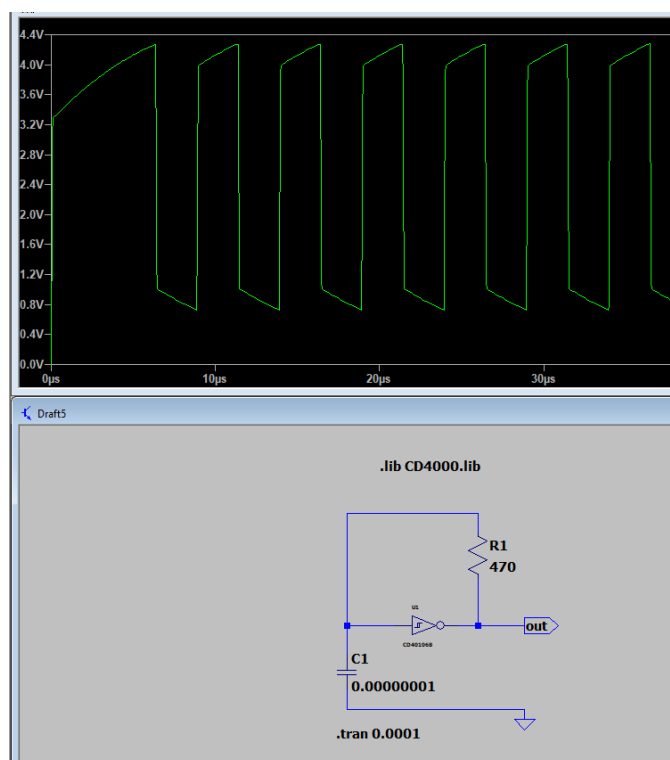 4.4V
4.0V
3.6V
3.2V
2.8V
2.4V
2.0V
1.6V
1.2V
0.8V
0.4V
0.0V
0µs 10µs 20µs 30µs
Draft5
.lib CD4000.lib
R1
470
U1
out
CD40106B
C1
0.00000001
.tran 0.0001